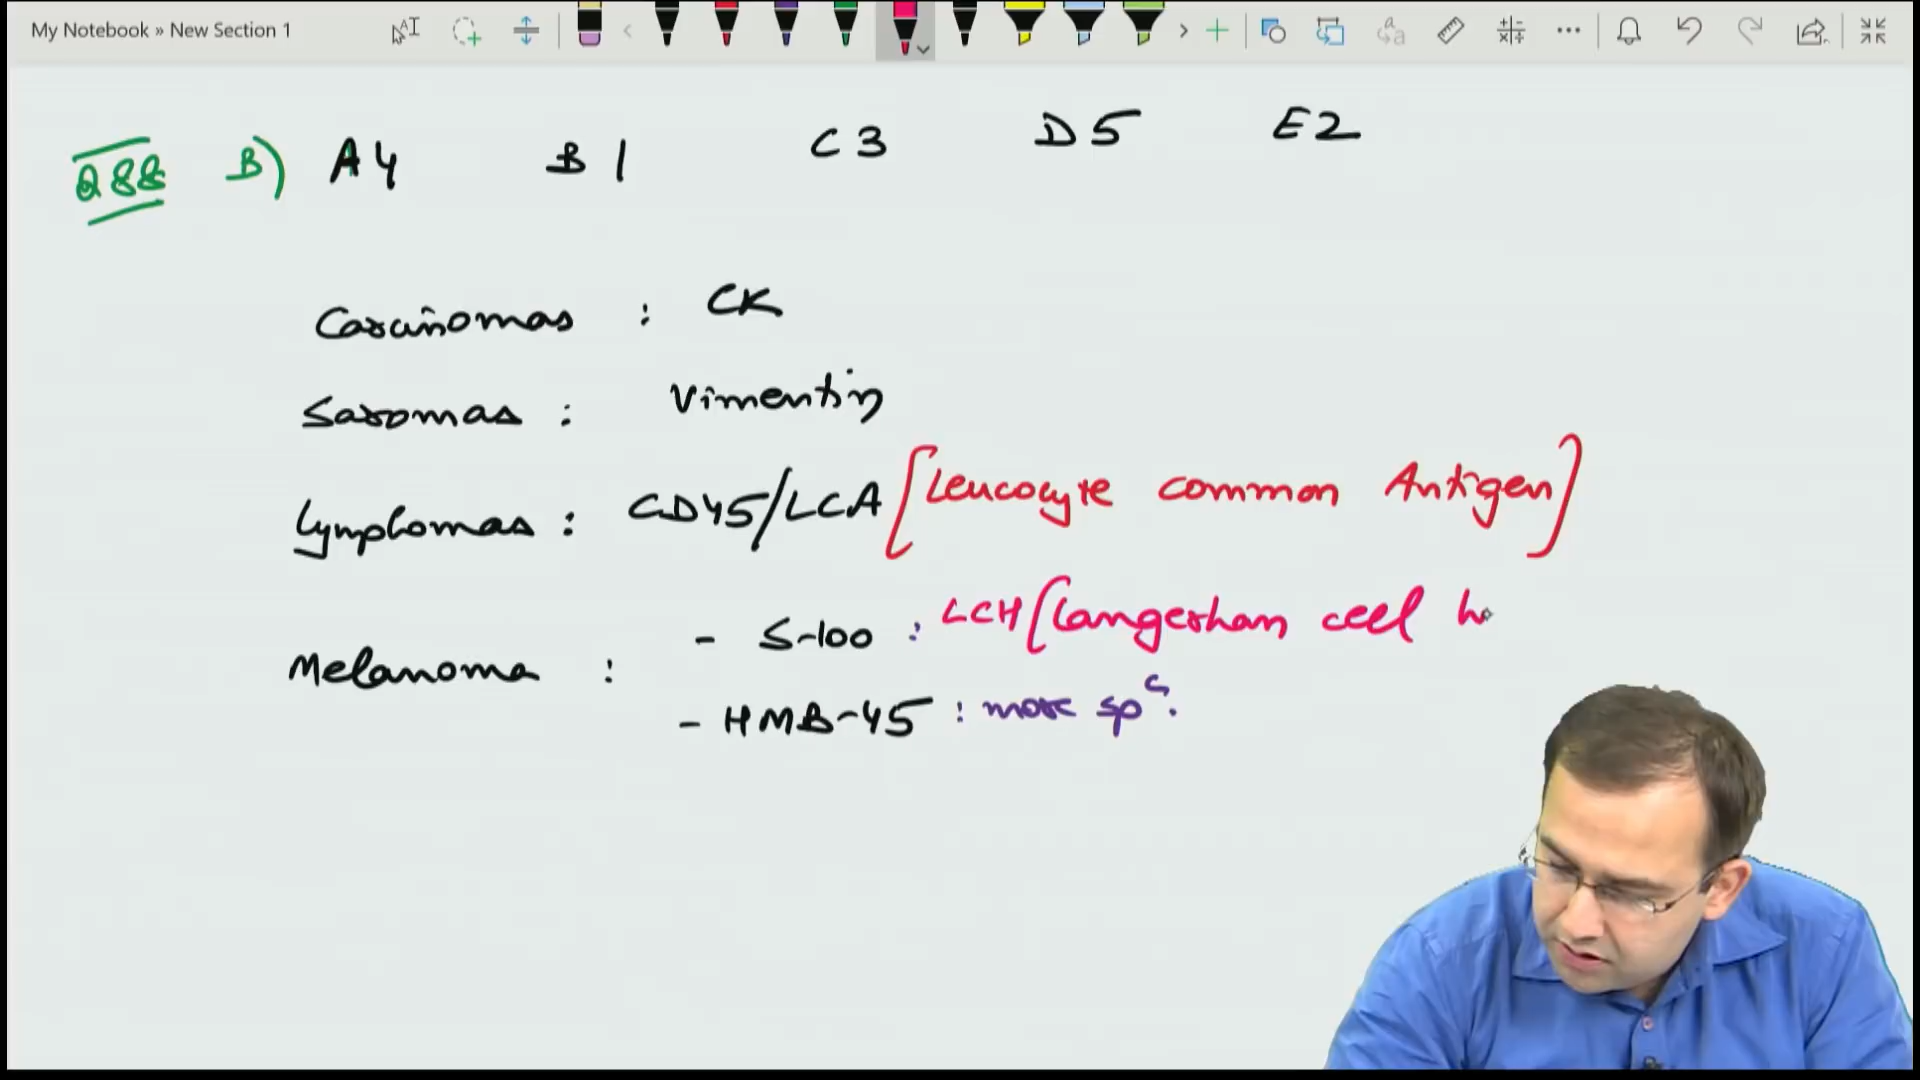 My Notebook » New Section 1
Q88 B) A4 B1 C3 D5 E2
Carcinomas : CK
Sarcomas : Vimentin
Lymphomas : CD45/LCA [Leucocyte common Antigen]
Melanoma : - S-100 : LCH (Langerhan cell h
- HMB-45 : more spc.